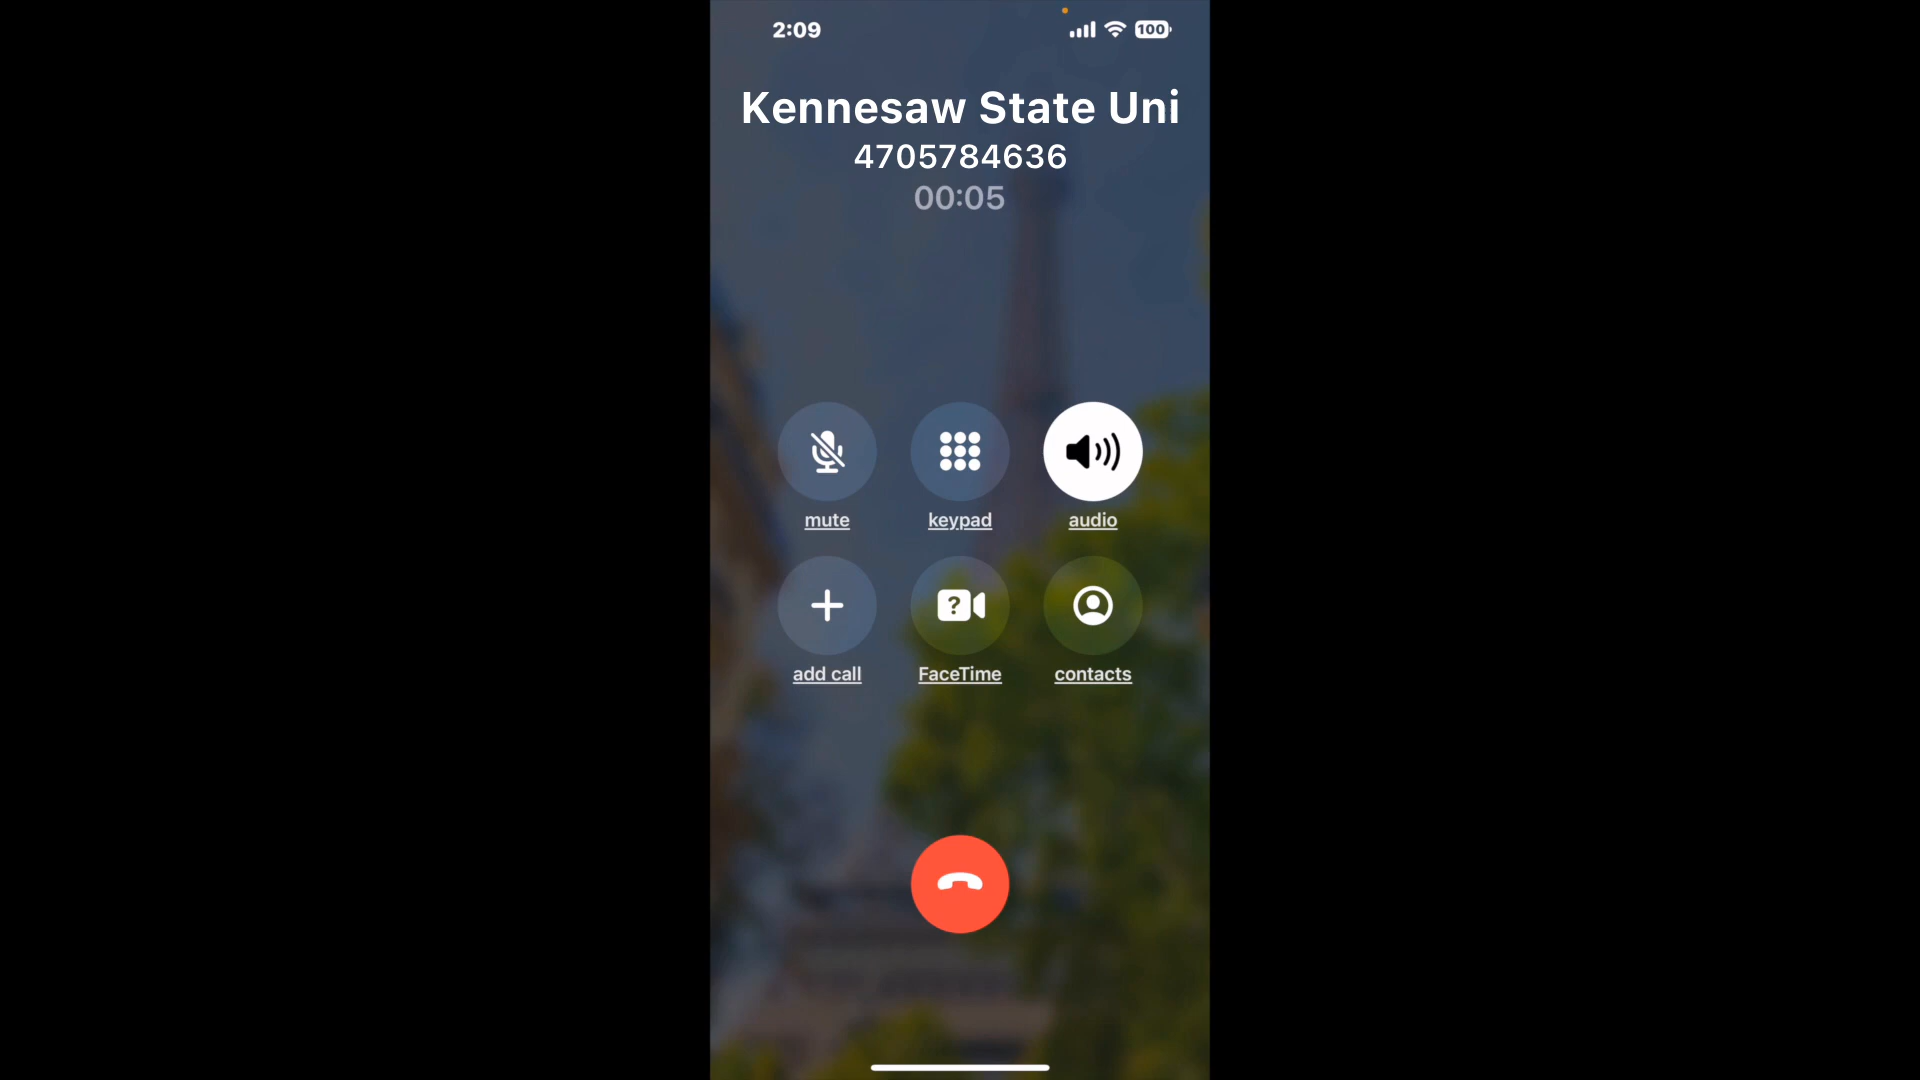 2:09
100
Kennesaw State Uni
4705784636
00:05
mute
keypad
audio
?
add call
FaceTime
contacts